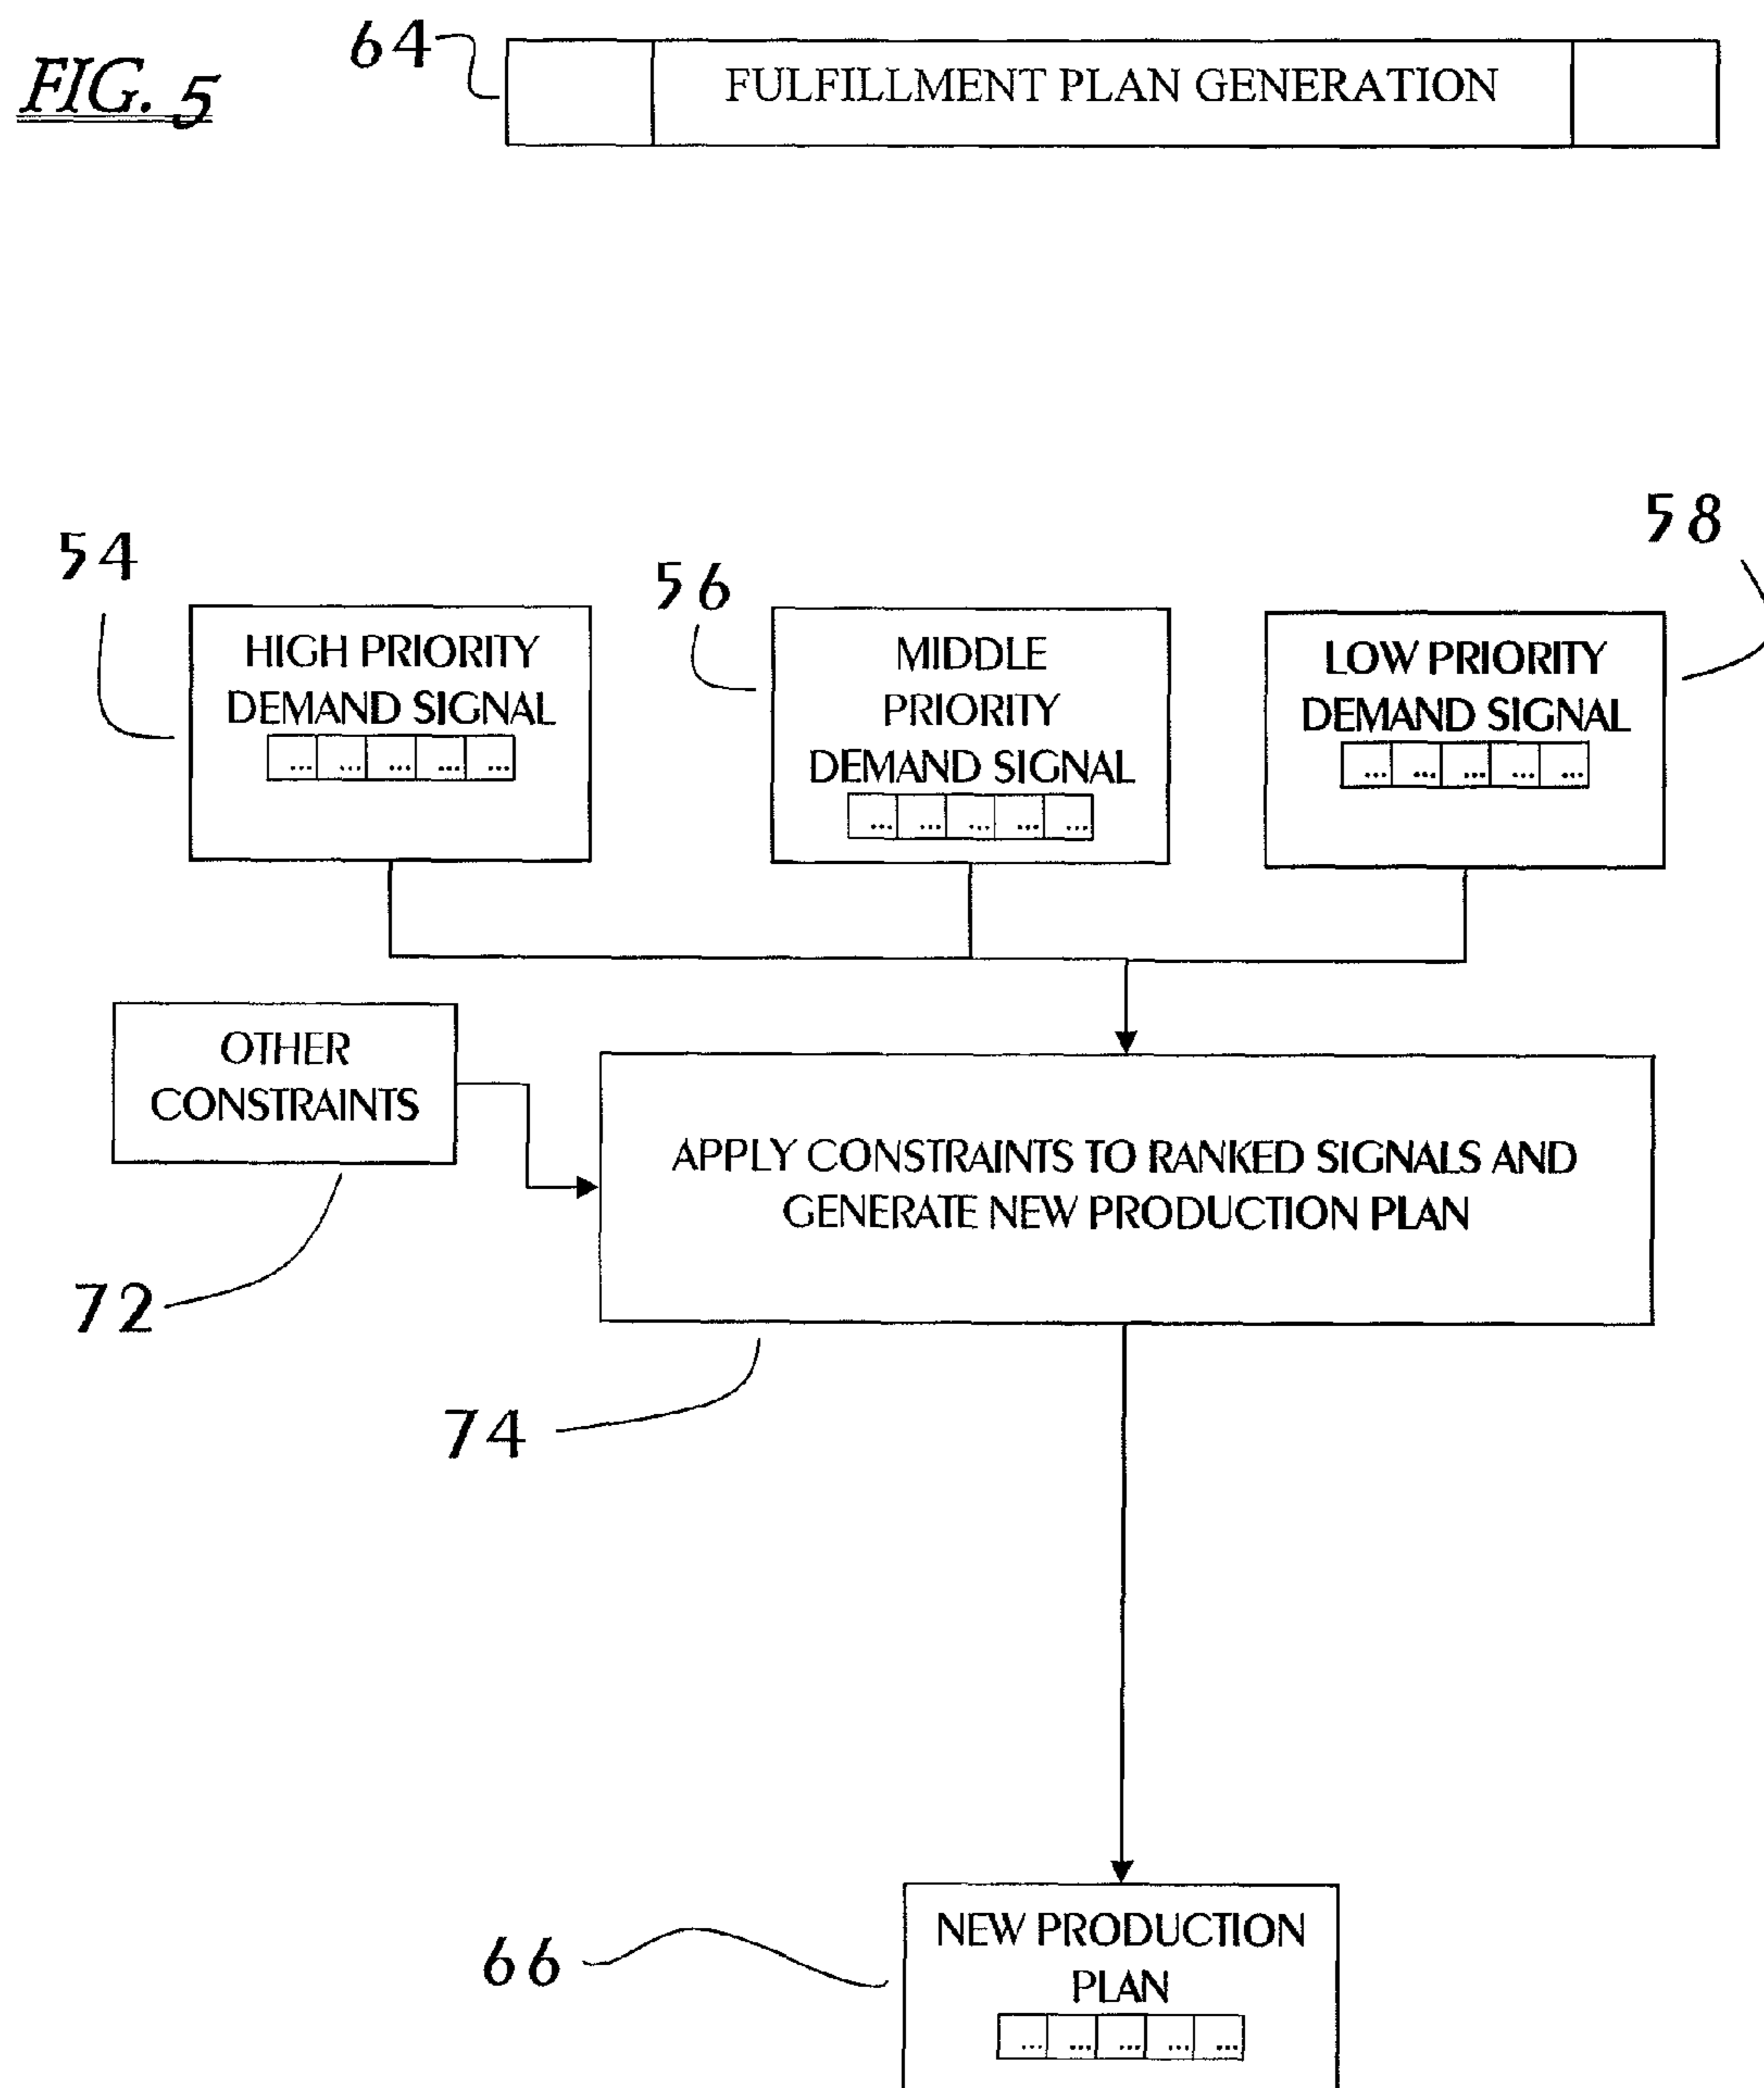 FIG. 5
64
FULFILLMENT PLAN GENERATION
54
56
58
HIGH PRIORITY
DEMAND SIGNAL
... ... ... ... ...
MIDDLE
PRIORITY
DEMAND SIGNAL
... ... ... ... ...
LOW PRIORITY
DEMAND SIGNAL
... ... ... ... ...
OTHER
CONSTRAINTS
72
APPLY CONSTRAINTS TO RANKED SIGNALS AND
GENERATE NEW PRODUCTION PLAN
74
66
NEW PRODUCTION
PLAN
... ... ... ... ...